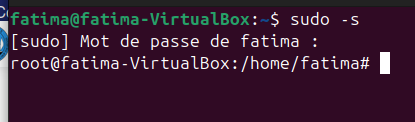 fatima@fatima-VirtualBox:~$ sudo -s
[sudo] Mot de passe de fatima :
root@fatima-VirtualBox:/home/fatima#